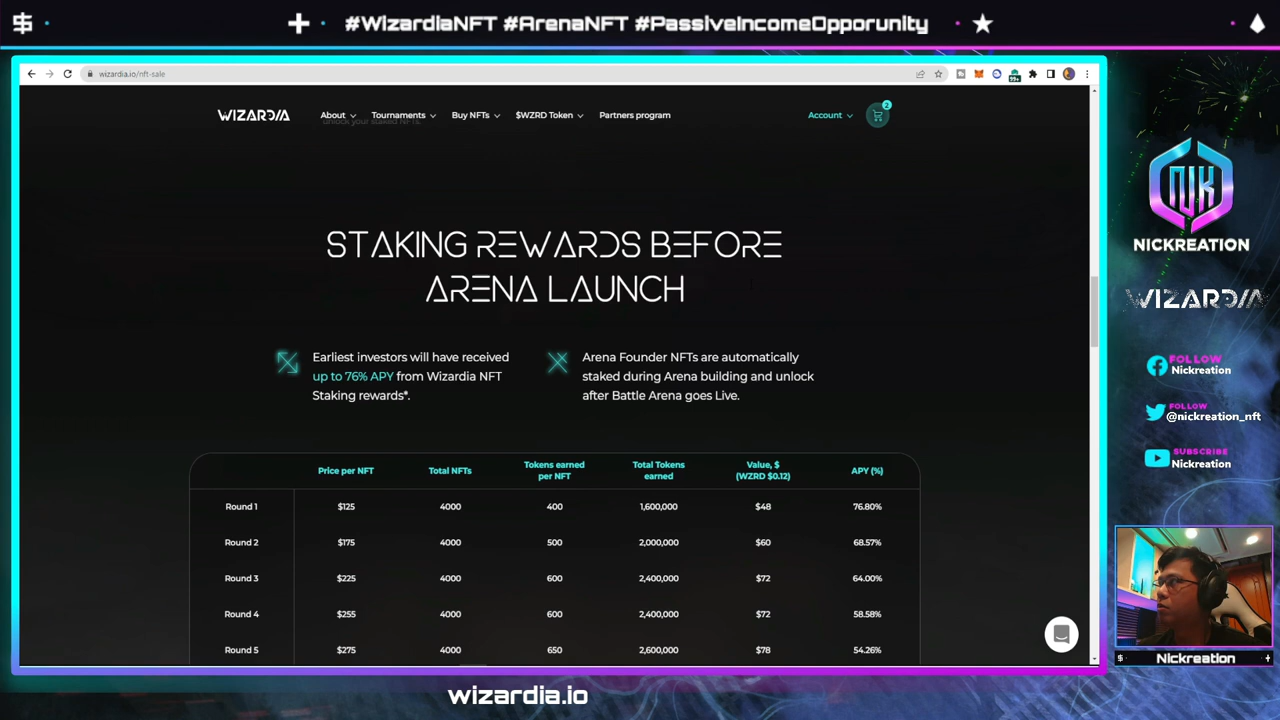 #WizardiaNFT #ArenaNFT #PassiveIncomeOpporunity
wizardia.io/nft-sale
99+
WIZARDIA
About
Tournaments
Buy NFTs
$WZRD Token
Partners program
Account
2
unlock your staked NFTs.
STAKING REWARDS BEFORE
ARENA LAUNCH
Earliest investors will have received
up to 76% APY from Wizardia NFT
Staking rewards*.
Arena Founder NFTs are automatically
staked during Arena building and unlock
after Battle Arena goes Live.
Price per NFT
Total NFTs
Tokens earned
per NFT
Total Tokens
earned
Value, $
(WZRD $0.12)
APY (%)
Round 1 $125 4000 400 1,600,000 $48 76.80%
Round 2 $175 4000 500 2,000,000 $60 68.57%
Round 3 $225 4000 600 2,400,000 $72 64.00%
Round 4 $255 4000 600 2,400,000 $72 58.58%
Round 5 $275 4000 650 2,600,000 $78 54.26%
NICKREATION
WIZARDIA
FOLLOW
Nickreation
FOLLOW
@nickreation_nft
SUBSCRIBE
Nickreation
Nickreation
wizardia.io